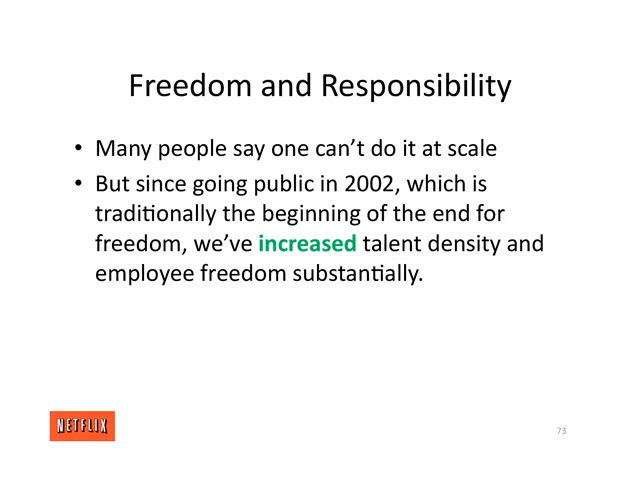 Freedom and Responsibility
• Many people say one can't do it at scale
• But since going public in 2002, which is
traditionally the beginning of the end for
freedom, we've increased talent density and
employee freedom substantially.
NETFLIX
73